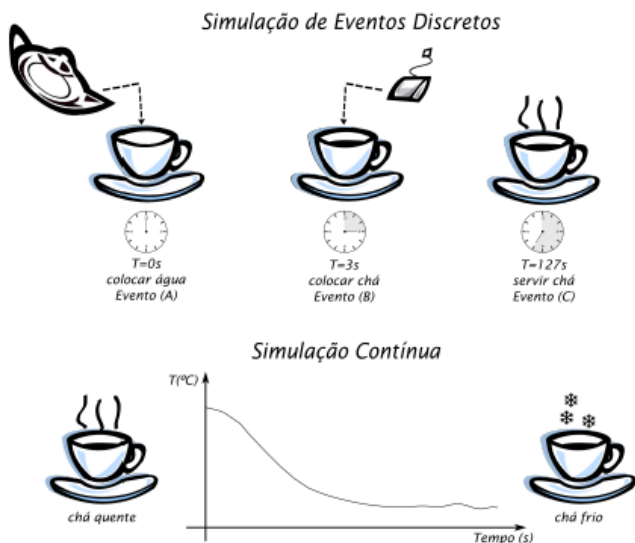 Simulação de Eventos Discretos
T=0s
colocar água
Evento (A)
T=3s
colocar chá
Evento (B)
T=127s
servir chá
Evento (C)
Simulação Contínua
T(ºC)
chá quente
Tempo (s)
chá frio